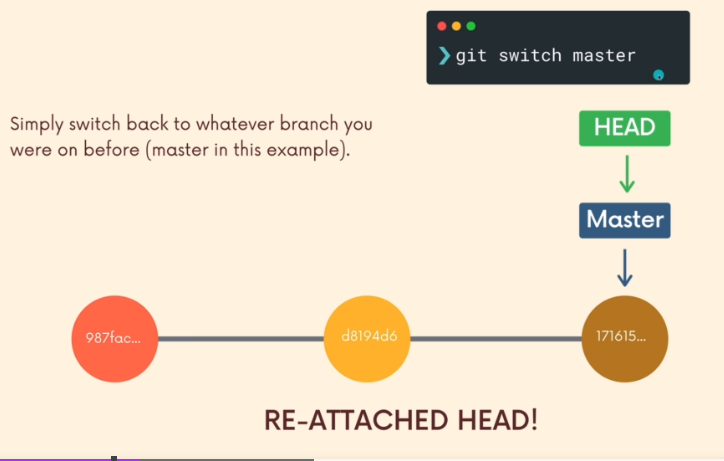 ❯ git switch master
Simply switch back to whatever branch you
were on before (master in this example).
HEAD
Master
987fac...
d8194d6
171615...
RE-ATTACHED HEAD!